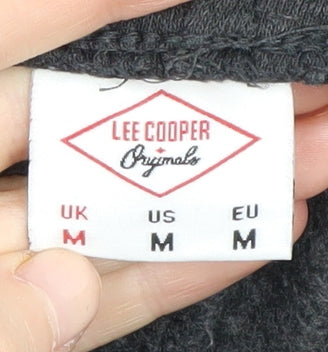 LEE COOPER
Originals
UK US EU
M M M